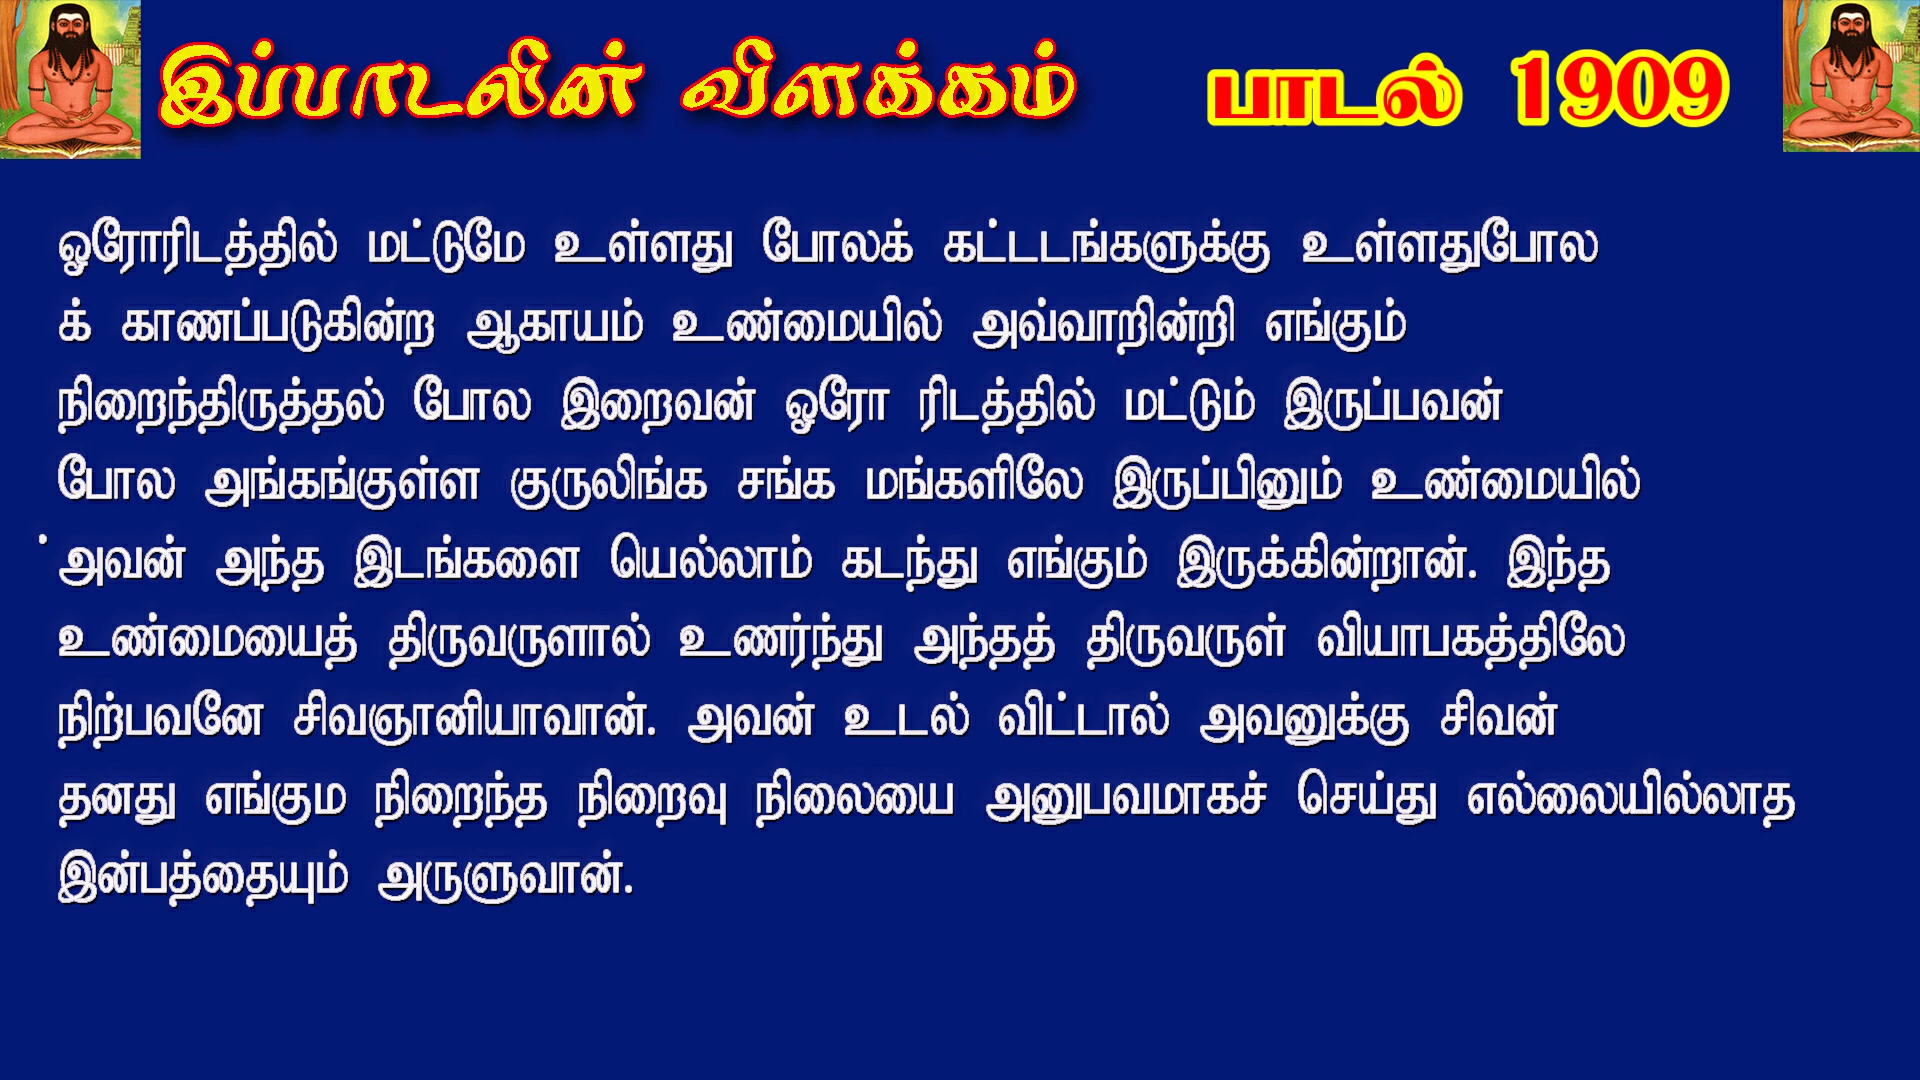 இப்பாடலின் விளக்கம் பாடல் 1909
ஓரோரிடத்தில் மட்டுமே உள்ளது போலக் கட்டடங்களுக்கு உள்ளதுபோல
க் காணப்படுகின்ற ஆகாயம் உண்மையில் அவ்வாறின்றி எங்கும்
நிறைந்திருத்தல் போல இறைவன் ஓரோ ரிடத்தில் மட்டும் இருப்பவன்
போல அங்கங்குள்ள குருலிங்க சங்க மங்களிலே இருப்பினும் உண்மையில்
் அவன் அந்த இடங்களை யெல்லாம் கடந்து எங்கும் இருக்கின்றான். இந்த
உண்மையைத் திருவருளால் உணர்ந்து அந்தத் திருவருள் வியாபகத்திலே
நிற்பவனே சிவஞானியாவான். அவன் உடல் விட்டால் அவனுக்கு சிவன்
தனது எங்கும நிறைந்த நிறைவு நிலையை அனுபவமாகச் செய்து எல்லையில்லாத
இன்பத்தையும் அருளுவான்.